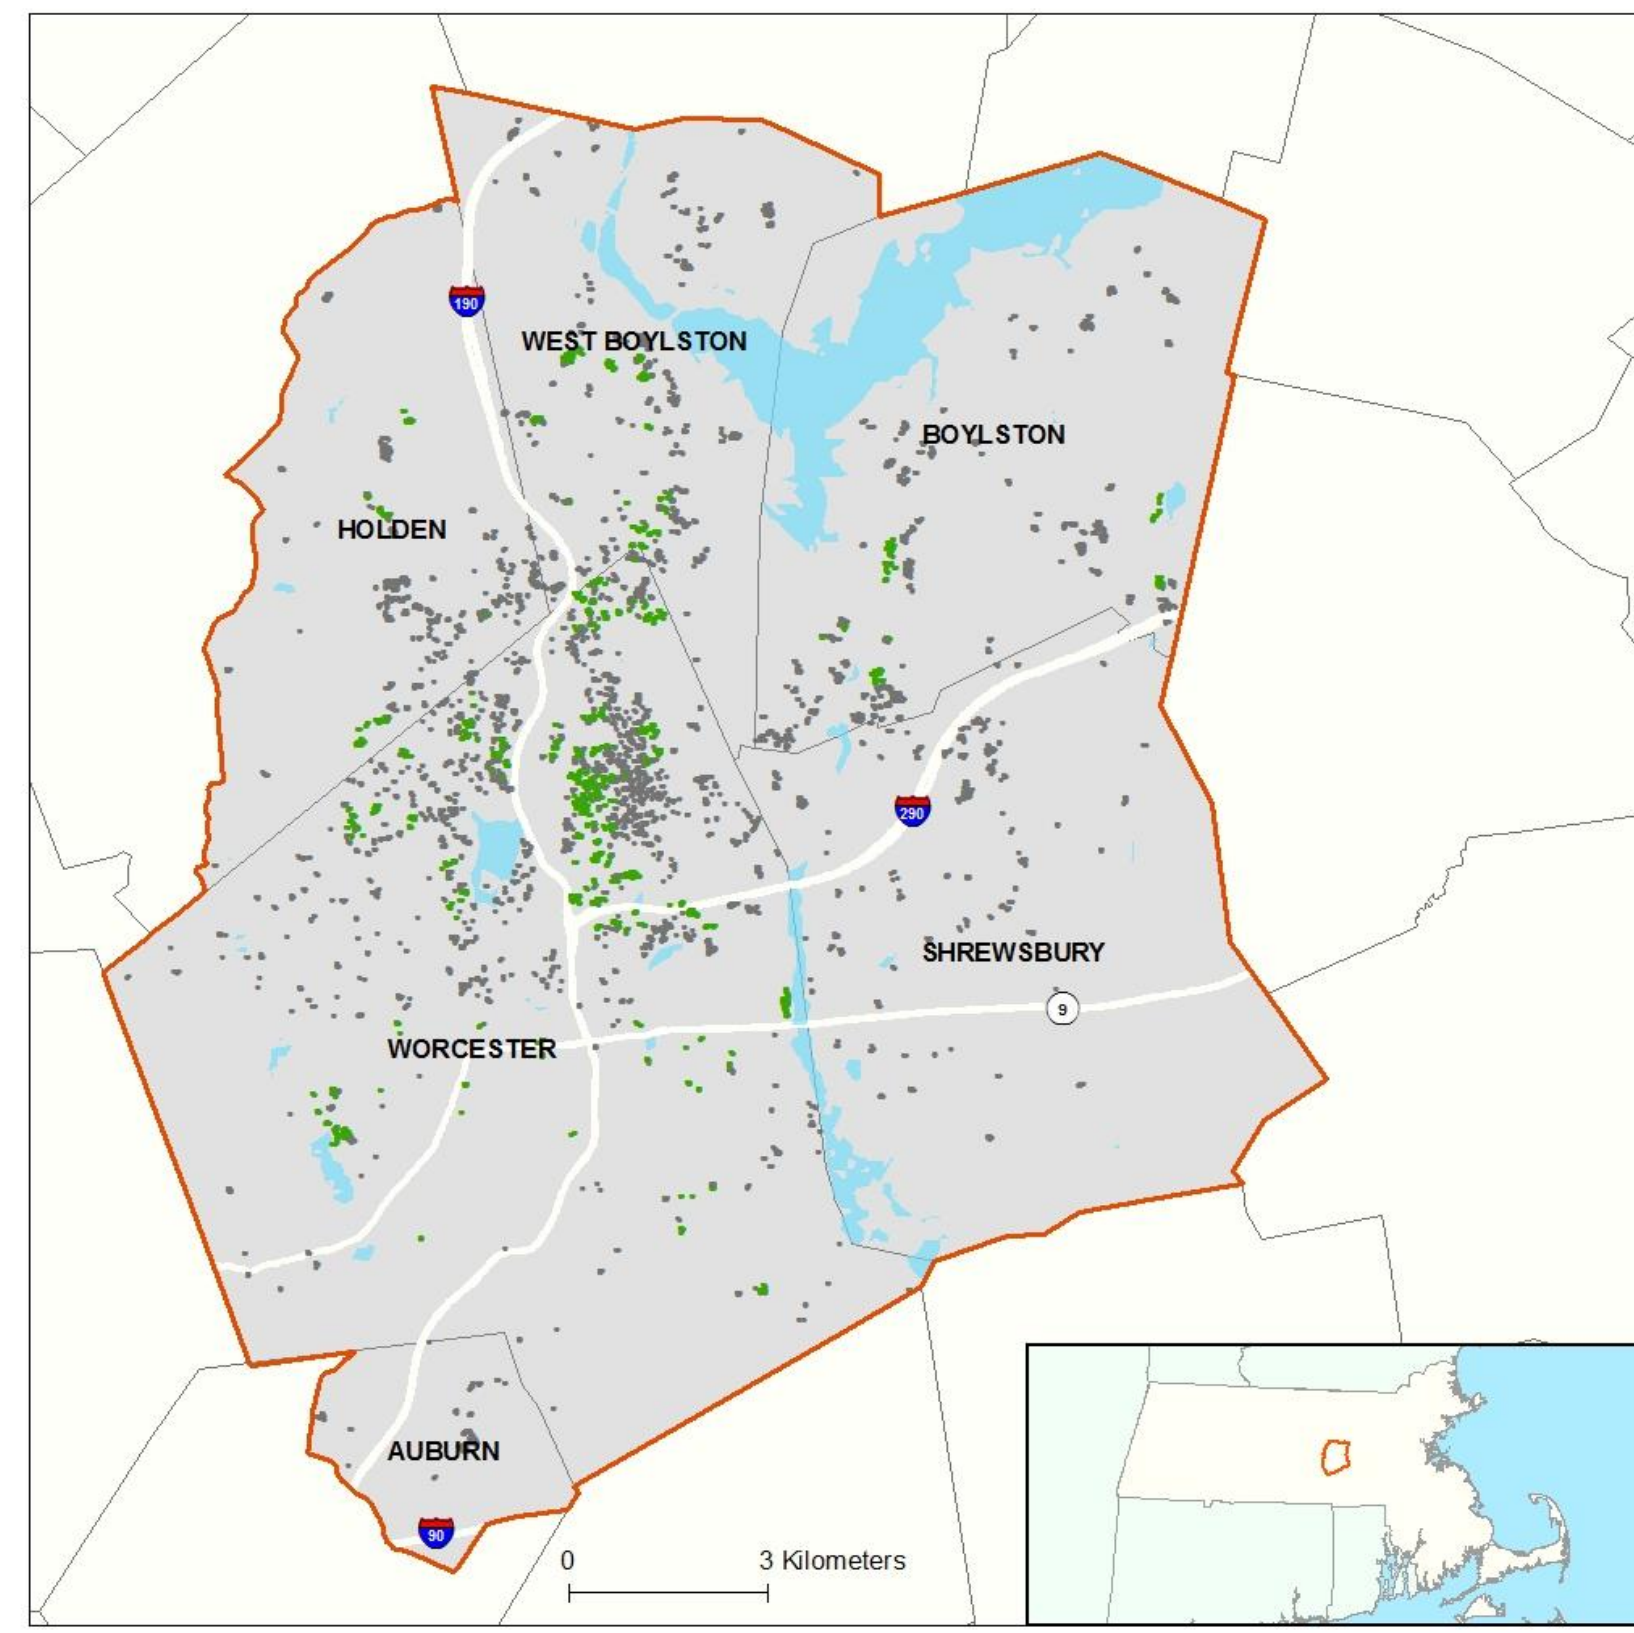 190
WEST BOYLSTON
BOYLSTON
HOLDEN
290
SHREWSBURY
9
WORCESTER
AUBURN
90
0 3 Kilometers